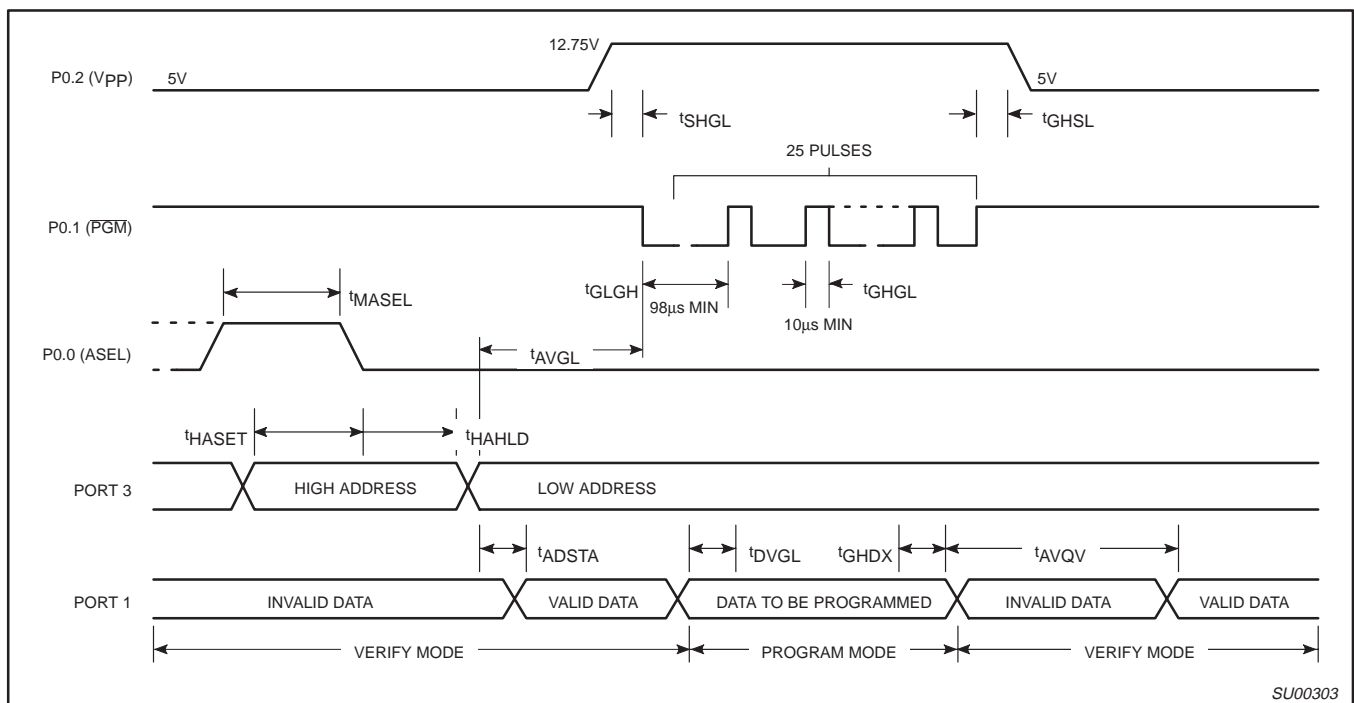 12.75V
P0.2 (VPP) 5V 5V
tSHGL tGHSL
25 PULSES
P0.1 (PGM)
tMASEL tGLGH tGHGL
98µs MIN 10µs MIN
P0.0 (ASEL) tAVGL
tHASET tHAHLD
PORT 3 HIGH ADDRESS LOW ADDRESS
tADSTA tDVGL tGHDX tAVQV
PORT 1 INVALID DATA VALID DATA DATA TO BE PROGRAMMED INVALID DATA VALID DATA
VERIFY MODE PROGRAM MODE VERIFY MODE
SU00303